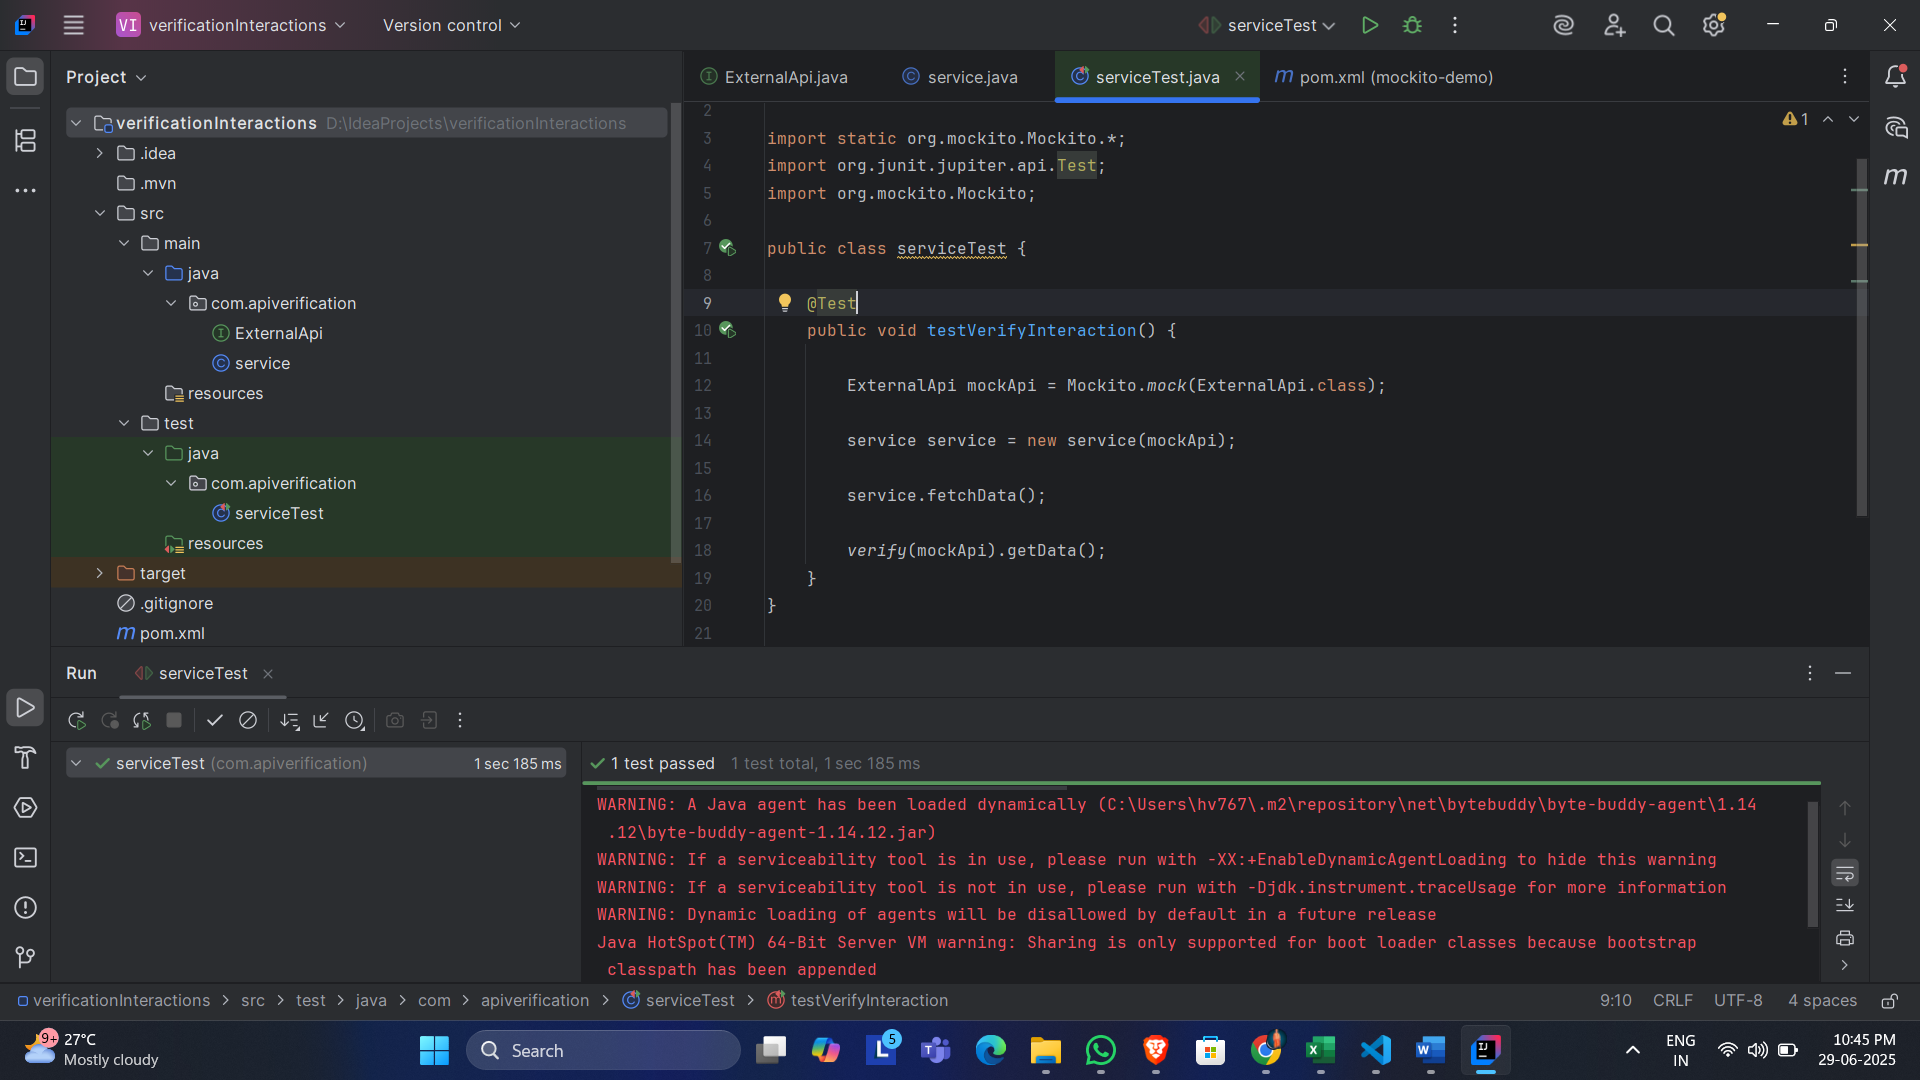 VI verificationInteractions Version control serviceTest
Project
verificationInteractions D:\IdeaProjects\verificationInteractions
.idea
.mvn
src
main
java
com.apiverification
ExternalApi
service
resources
test
java
com.apiverification
serviceTest
resources
target
.gitignore
m pom.xml
ExternalApi.java service.java serviceTest.java m pom.xml (mockito-demo)
1
2
3 import static org.mockito.Mockito.*;
4 import org.junit.jupiter.api.Test;
5 import org.mockito.Mockito;
6
7 public class serviceTest {
8
9 @Test
10 public void testVerifyInteraction() {
11
12 ExternalApi mockApi = Mockito.mock(ExternalApi.class);
13
14 service service = new service(mockApi);
15
16 service.fetchData();
17
18 verify(mockApi).getData();
19 }
20 }
21
m
Run serviceTest
serviceTest (com.apiverification) 1 sec 185 ms
1 test passed 1 test total, 1 sec 185 ms
WARNING: A Java agent has been loaded dynamically (C:\Users\hv767\.m2\repository\net\bytebuddy\byte-buddy-agent\1.14
.12\byte-buddy-agent-1.14.12.jar)
WARNING: If a serviceability tool is in use, please run with -XX:+EnableDynamicAgentLoading to hide this warning
WARNING: If a serviceability tool is not in use, please run with -Djdk.instrument.traceUsage for more information
WARNING: Dynamic loading of agents will be disallowed by default in a future release
Java HotSpot(TM) 64-Bit Server VM warning: Sharing is only supported for boot loader classes because bootstrap
classpath has been appended
verificationInteractions > src > test > java > com > apiverification > serviceTest > testVerifyInteraction 9:10 CRLF UTF-8 4 spaces
9+ 27°C
Mostly cloudy
Search
5
ENG
IN
10:45 PM
29-06-2025